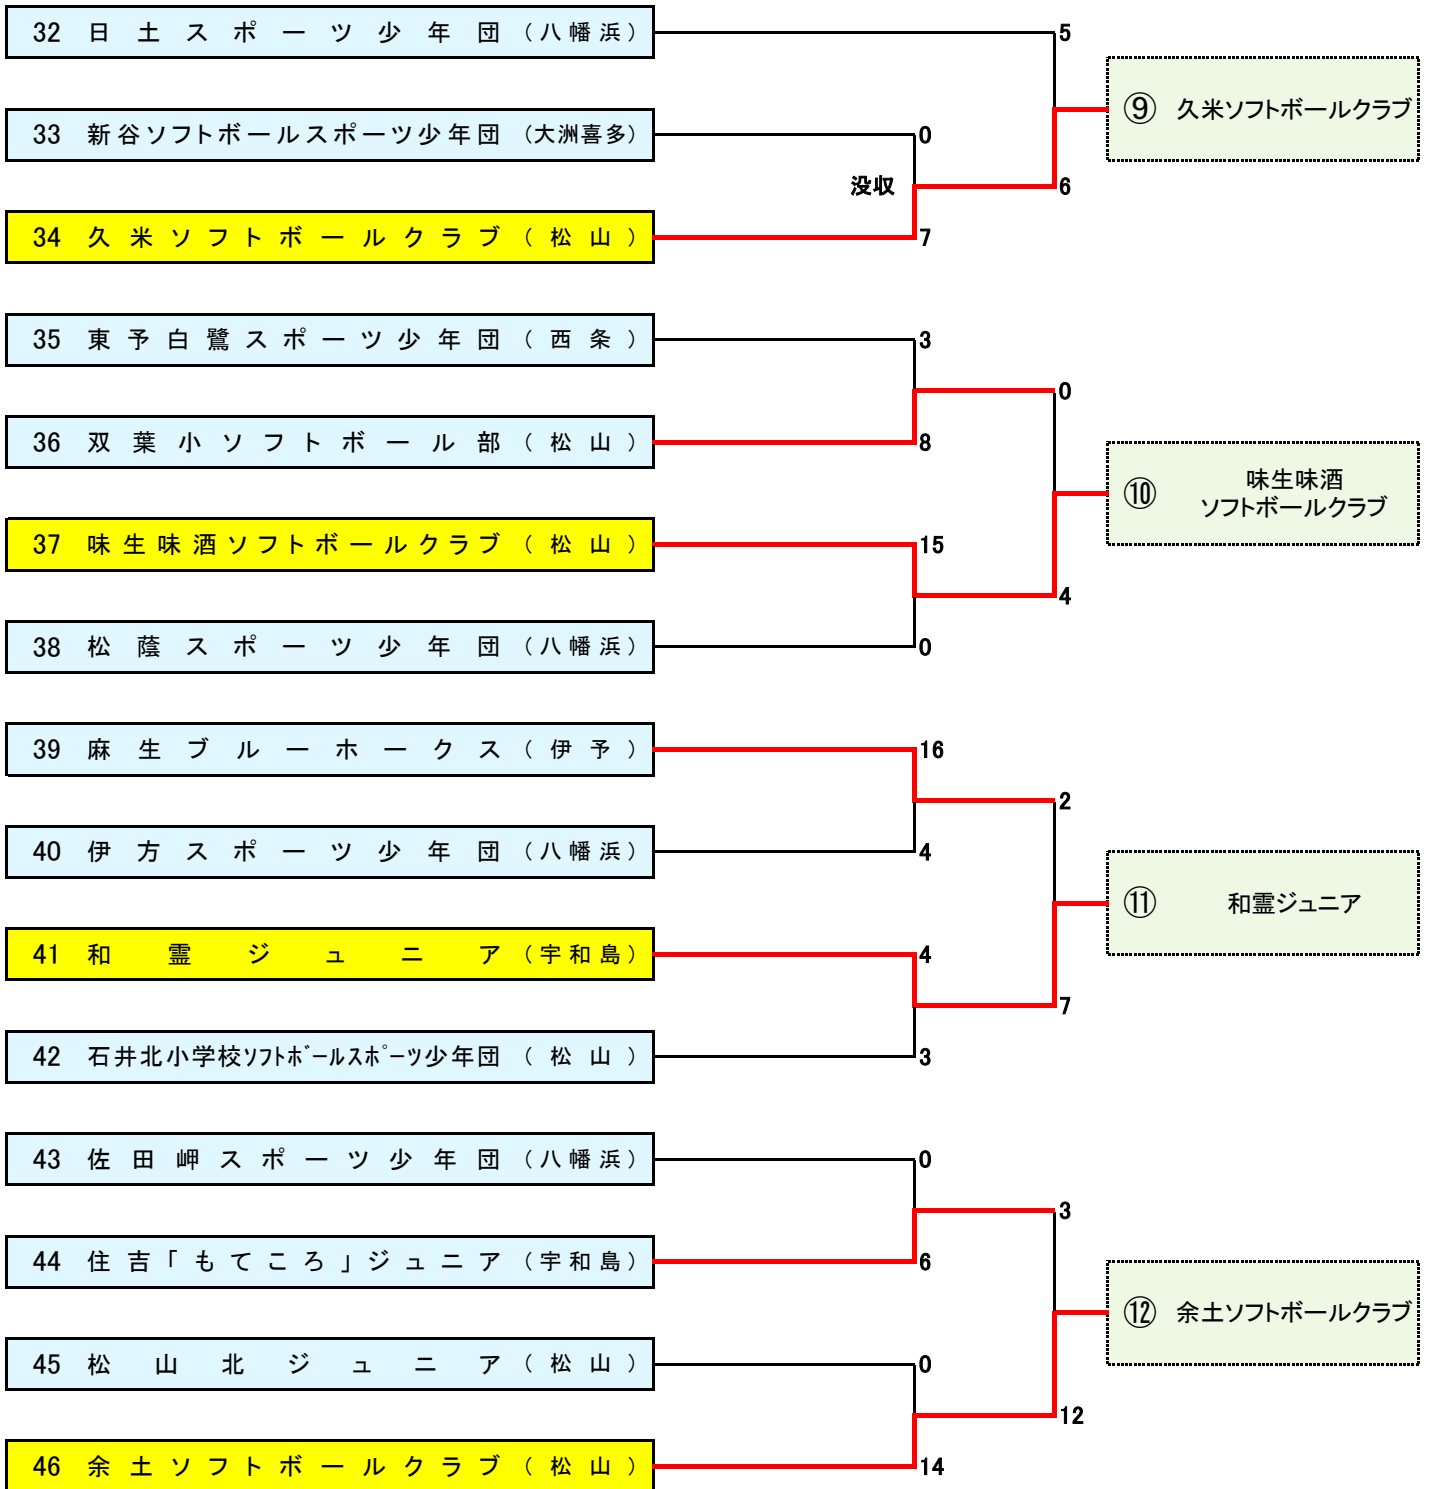 32 日土スポーツ少年団（八幡浜）
5
⑨ 久米ソフトボールクラブ
33 新谷ソフトボールスポーツ少年団（大洲喜多）
0
没収
6
34 久米ソフトボールクラブ（松山）
7
35 東予白鷺スポーツ少年団（西条）
3
0
36 双葉小ソフトボール部（松山）
8
⑩ 味生味酒
ソフトボールクラブ
37 味生味酒ソフトボールクラブ（松山）
15
4
38 松蔭スポーツ少年団（八幡浜）
0
39 麻生ブルーホークス（伊予）
16
2
40 伊方スポーツ少年団（八幡浜）
4
⑪ 和霊ジュニア
41 和霊ジュニア（宇和島）
4
7
42 石井北小学校ｿﾌﾄﾎﾞｰﾙｽﾎﾟｰﾂ少年団（松山）
3
43 佐田岬スポーツ少年団（八幡浜）
0
3
44 住吉「もてころ」ジュニア（宇和島）
6
⑫ 余土ソフトボールクラブ
45 松山北ジュニア（松山）
0
12
46 余土ソフトボールクラブ（松山）
14